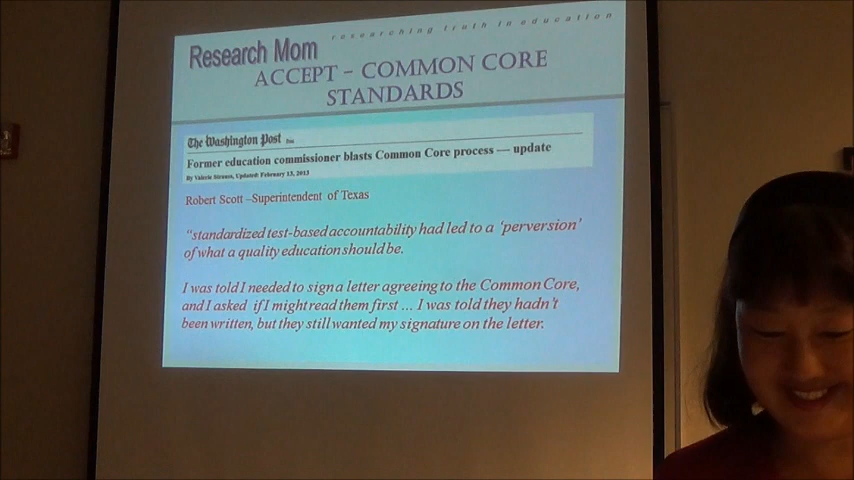 researching truth in education
Research Mom
ACCEPT – COMMON CORE
STANDARDS
The Washington Post
Former education commissioner blasts Common Core process — update
By Valerie Strauss, Updated: February 13, 2013
Robert Scott –Superintendent of Texas
“standardized test-based accountability had led to a ‘perversion’
of what a quality education should be.
I was told I needed to sign a letter agreeing to the Common Core,
and I asked if I might read them first ... I was told they hadn’t
been written, but they still wanted my signature on the letter.